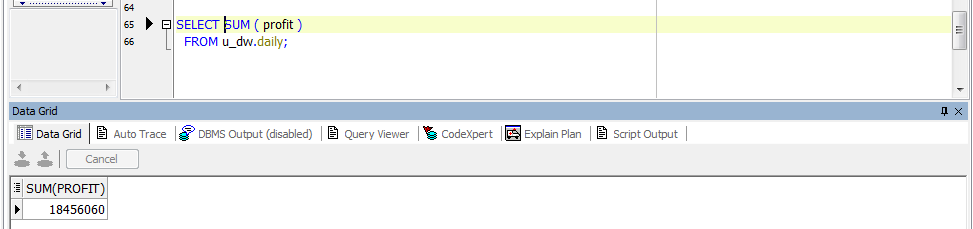 64
65 SELECT SUM ( profit )
66 FROM u_dw.daily;
Data Grid
Data Grid Auto Trace DBMS Output (disabled) Query Viewer CodeXpert Explain Plan Script Output
Cancel
SUM(PROFIT)
18456060